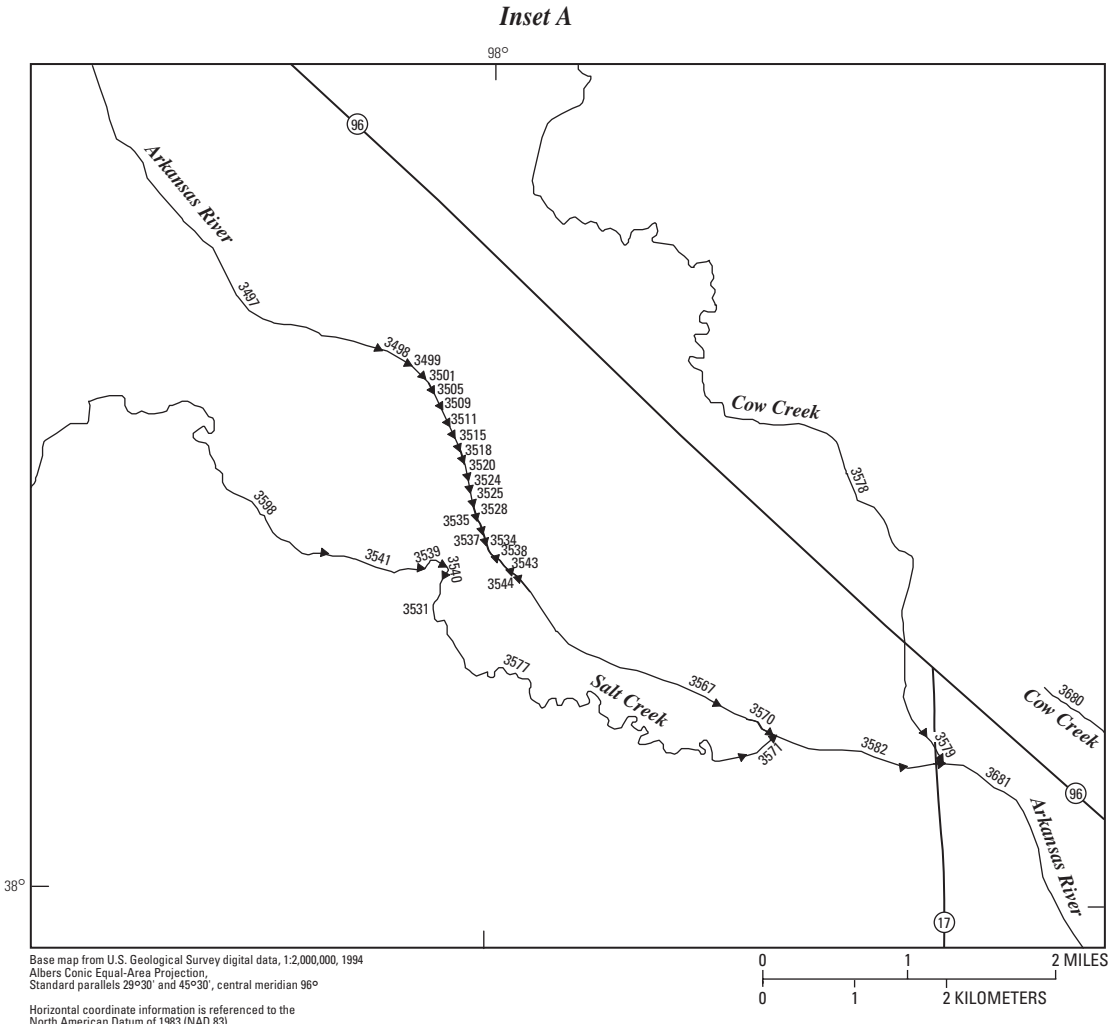 Inset A
98°
96
Arkansas River
3497
3498
3499
3501
3505
3509
3511
3515
3518
3520
3524
3525
3528
3535
3534
3537
3538
3543
3544
3598
3541
3539
3540
3531
3577
Salt Creek
Cow Creek
3578
3567
3570
3571
3582
3579
3680
Cow Creek
3681
96
Arkansas River
38°
17
Base map from U.S. Geological Survey digital data, 1:2,000,000, 1994
Albers Conic Equal-Area Projection,
Standard parallels 29°30' and 45°30', central meridian 96°
Horizontal coordinate information is referenced to the
North American Datum of 1983 (NAD 83)
0 1 2 MILES
0 1 2 KILOMETERS